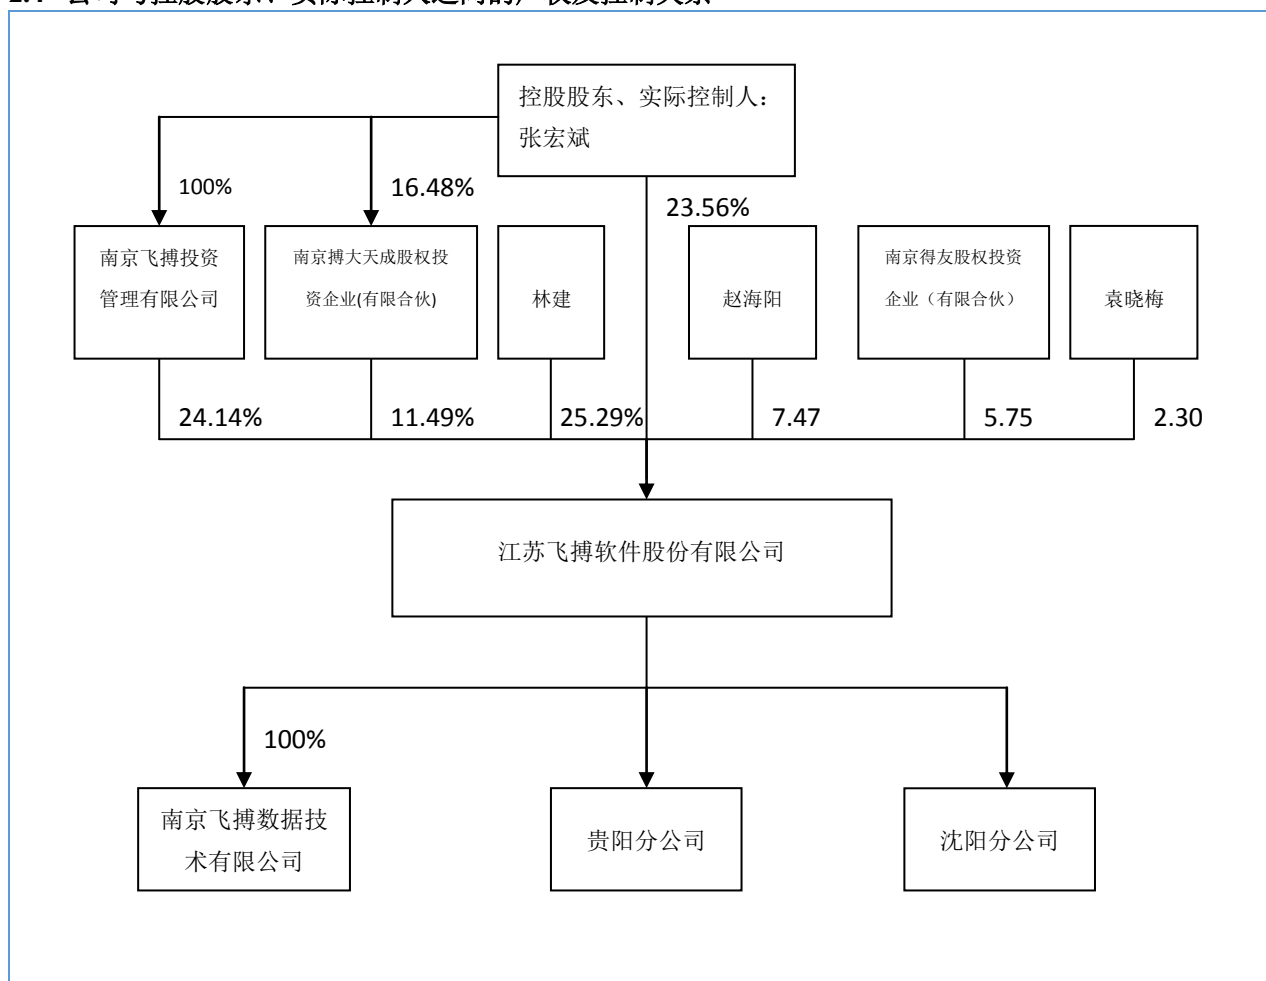 控股股东、实际控制人：
张宏斌
100%
16.48%
23.56%
南京飞搏投资
管理有限公司
南京搏大天成股权投
资企业(有限合伙)
林建
赵海阳
南京得友股权投资
企业（有限合伙）
袁晓梅
24.14%
11.49%
25.29%
7.47
5.75
2.30
江苏飞搏软件股份有限公司
100%
南京飞搏数据技
术有限公司
贵阳分公司
沈阳分公司